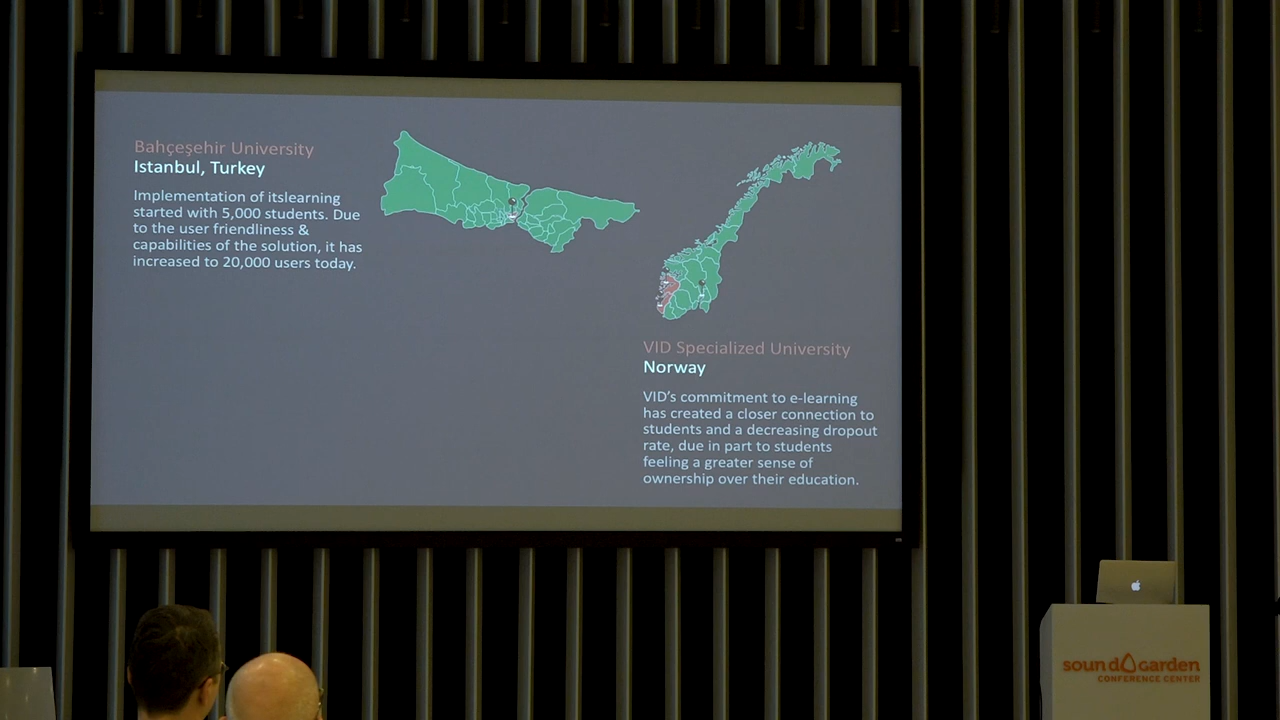 Bahçeşehir University
Istanbul, Turkey
Implementation of itslearning
started with 5,000 students. Due
to the user friendliness &
capabilities of the solution, it has
increased to 20,000 users today.
VID Specialized University
Norway
VID's commitment to e-learning
has created a closer connection to
students and a decreasing dropout
rate, due in part to students
feeling a greater sense of
ownership over their education.
sound garden
CONFERENCE CENTER